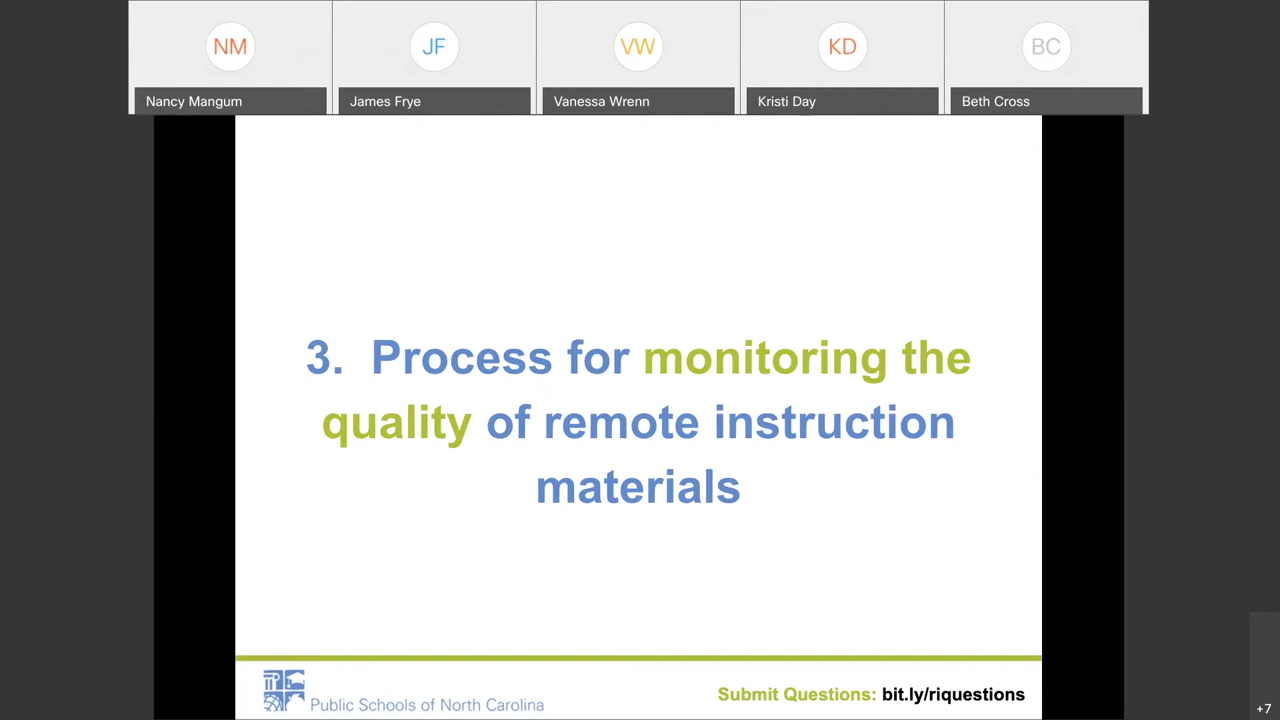 NM
JF
VW
KD
BC
Nancy Mangum
James Frye
Vanessa Wrenn
Kristi Day
Beth Cross
3. Process for monitoring the
quality of remote instruction
materials
Public Schools of North Carolina
Submit Questions: bit.ly/riquestions
+7